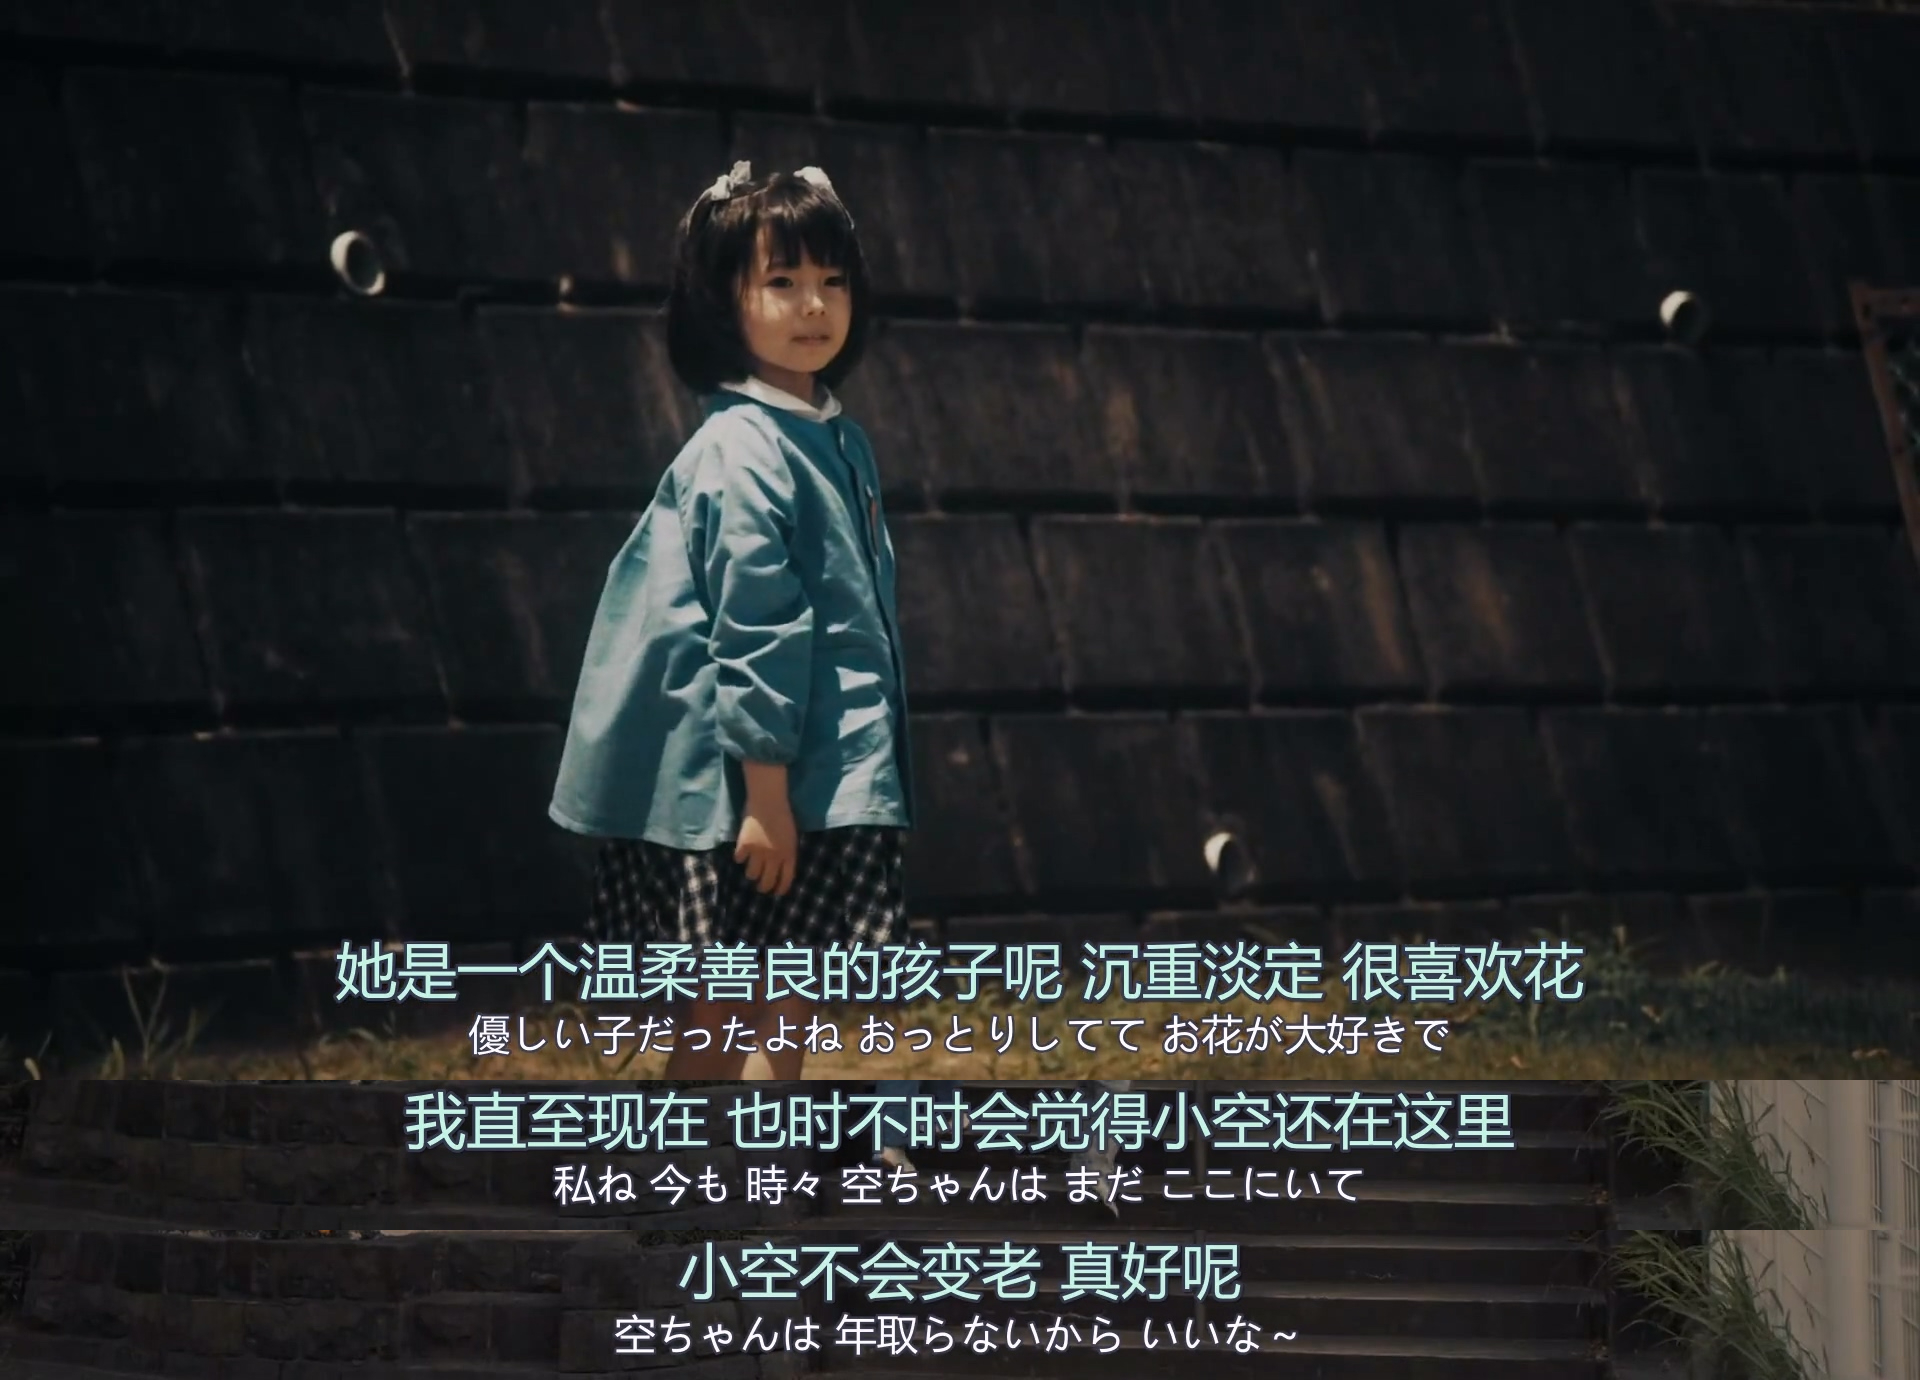 她是一个温柔善良的孩子呢 沉重淡定 很喜欢花
優しい子だったよね おっとりしてて お花が大好きで
我直至现在 也时不时会觉得小空还在这里
私ね 今も 時々 空ちゃんは まだ ここにいて
小空不会变老 真好呢
空ちゃんは 年取らないから いいな~